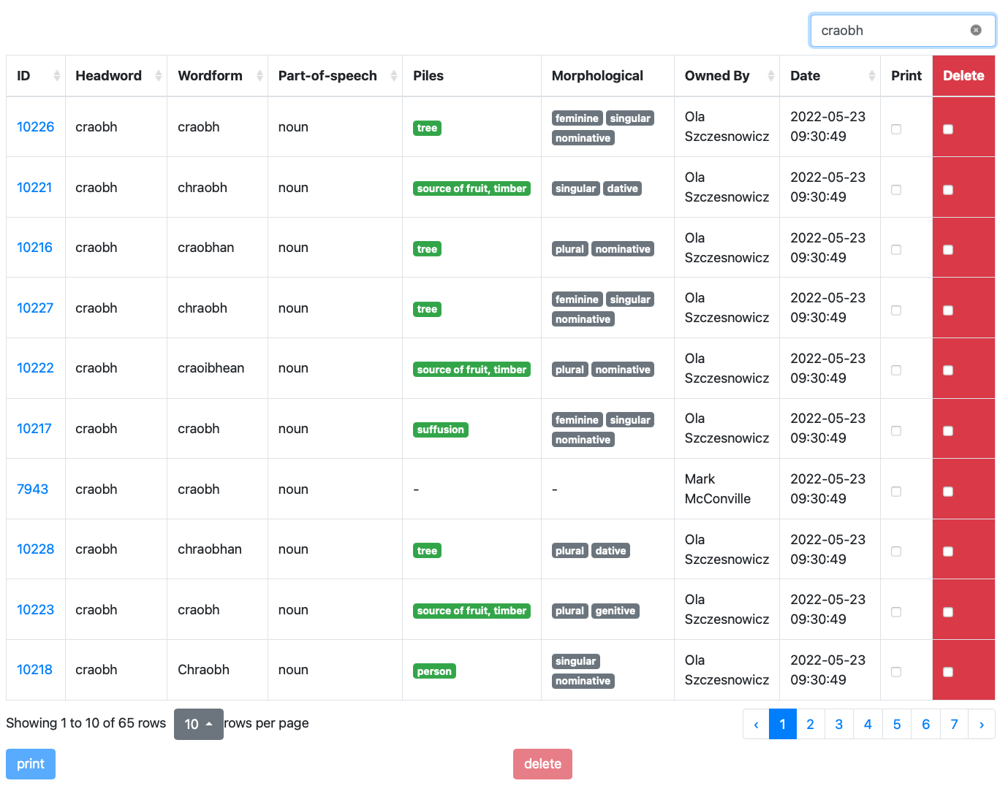 craobh
ID Headword Wordform Part-of-speech Piles Morphological Owned By Date Print Delete
10226 craobh craobh noun tree feminine singular nominative Ola Szczesnowicz 2022-05-23 09:30:49
10221 craobh chraobh noun source of fruit, timber singular dative Ola Szczesnowicz 2022-05-23 09:30:49
10216 craobh craobhan noun tree plural nominative Ola Szczesnowicz 2022-05-23 09:30:49
10227 craobh chraobh noun tree feminine singular nominative Ola Szczesnowicz 2022-05-23 09:30:49
10222 craobh craoibhean noun source of fruit, timber plural nominative Ola Szczesnowicz 2022-05-23 09:30:49
10217 craobh craobh noun suffusion feminine singular nominative Ola Szczesnowicz 2022-05-23 09:30:49
7943 craobh craobh noun - - Mark McConville 2022-05-23 09:30:49
10228 craobh chraobhan noun tree plural dative Ola Szczesnowicz 2022-05-23 09:30:49
10223 craobh craobh noun source of fruit, timber plural genitive Ola Szczesnowicz 2022-05-23 09:30:49
10218 craobh Chraobh noun person singular nominative Ola Szczesnowicz 2022-05-23 09:30:49
Showing 1 to 10 of 65 rows 10 rows per page ‹ 1 2 3 4 5 6 7 ›
print delete